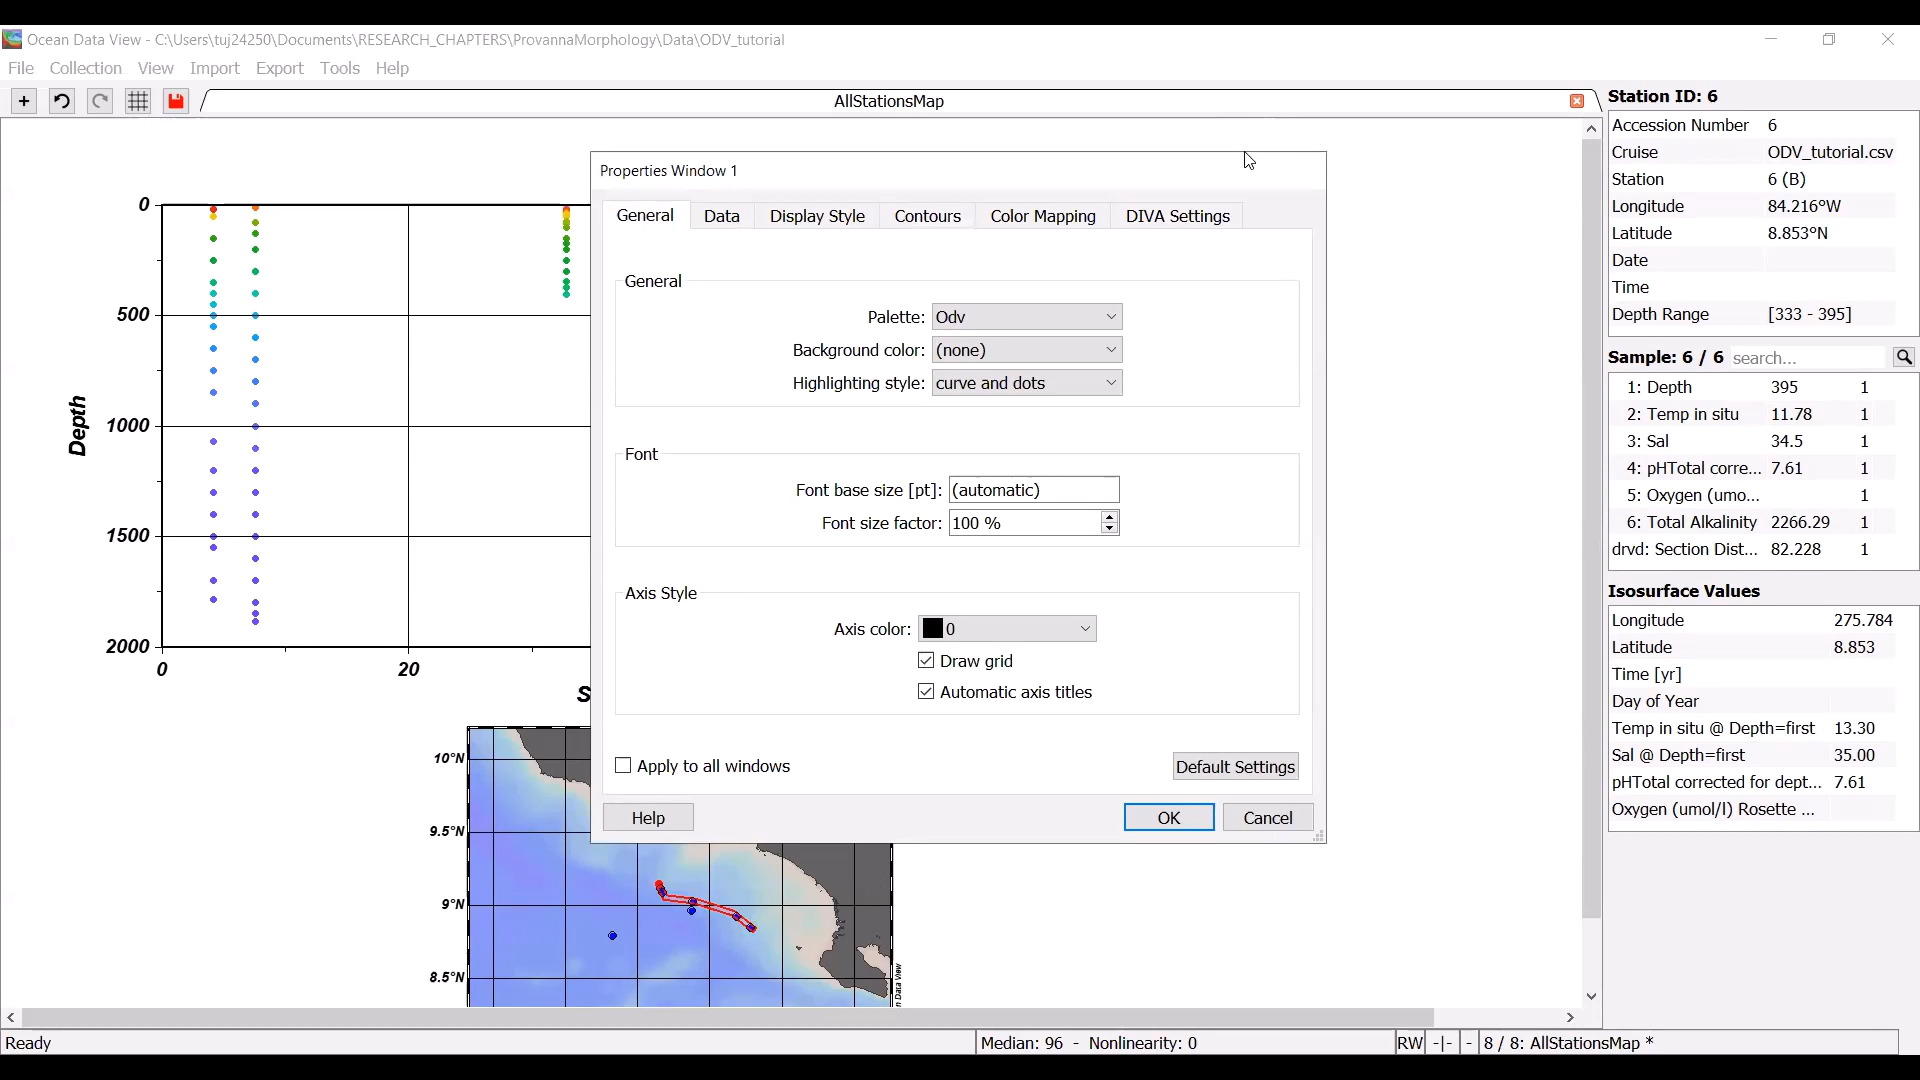 Ocean Data View - C:\Users\tuj24250\Documents\RESEARCH_CHAPTERS\ProvannaMorphology\Data\ODV_tutorial
File View Collection Import Export Tools Help
AllStationsMap
0
500
1000
1500
2000
Depth
0
20
S
10°N
9.5°N
9°N
8.5°N
n Data View
Properties Window 1
General Data Display Style Contours Color Mapping DIVA Settings
General
Palette: Odv
Background color: (none)
Highlighting style: curve and dots
Font
Font base size [pt]: (automatic)
Font size factor: 100 %
Axis Style
Axis color: 0
Draw grid
Automatic axis titles
Apply to all windows
Default Settings
Help OK Cancel
Station ID: 6
Accession Number 6
Cruise ODV_tutorial.csv
Station 6 (B)
Longitude 84.216°W
Latitude 8.853°N
Date
Time
Depth Range [333 - 395]
Sample: 6 / 6 search...
1: Depth 395 1
2: Temp in situ 11.78 1
3: Sal 34.5 1
4: pHTotal corre... 7.61 1
5: Oxygen (umo... 1
6: Total Alkalinity 2266.29 1
drvd: Section Dist... 82.228 1
Isosurface Values
Longitude 275.784
Latitude 8.853
Time [yr]
Day of Year
Temp in situ @ Depth=first 13.30
Sal @ Depth=first 35.00
pHTotal corrected for dept... 7.61
Oxygen (umol/l) Rosette ...
Ready
Median: 96 - Nonlinearity: 0
RW -|- - 8 / 8: AllStationsMap *